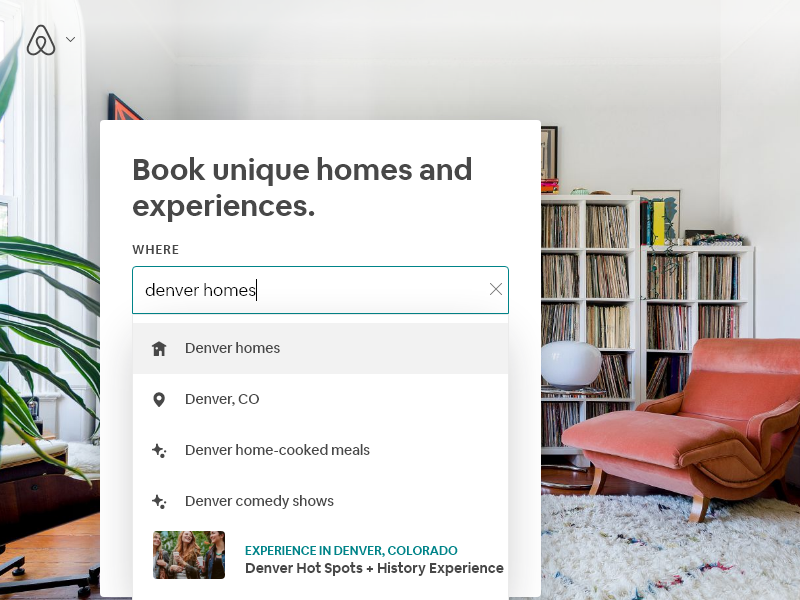 Book unique homes and
experiences.
WHERE
denver homes
Denver homes
Denver, CO
Denver home-cooked meals
Denver comedy shows
EXPERIENCE IN DENVER, COLORADO
Denver Hot Spots + History Experience